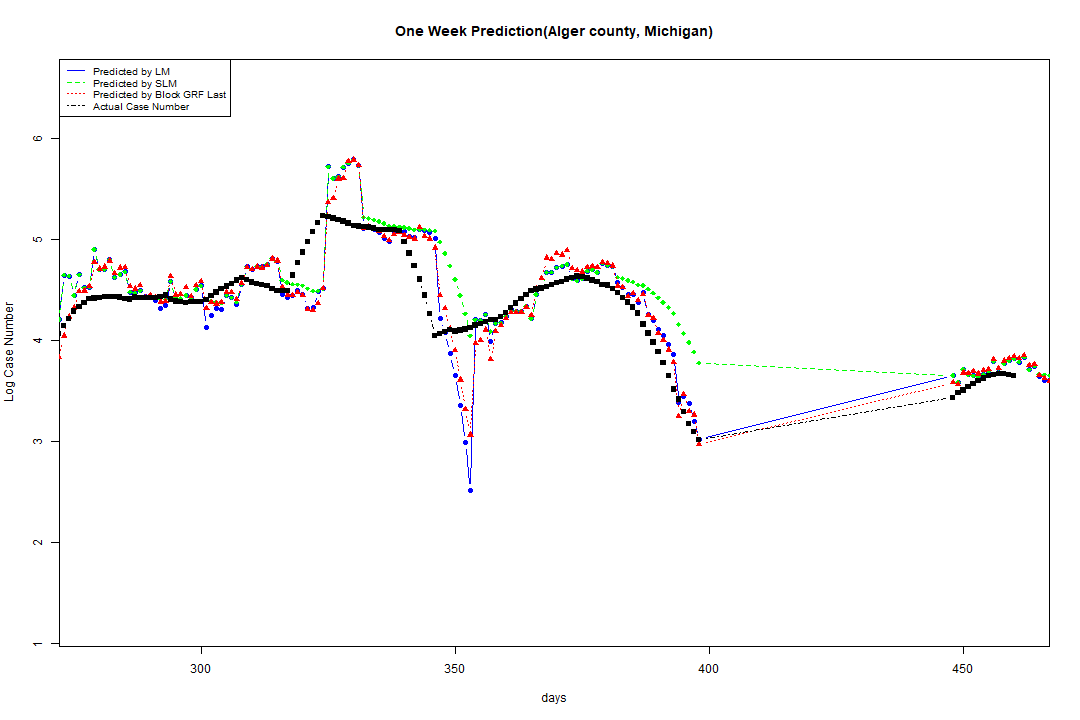 One Week Prediction(Alger county, Michigan)
Predicted by LM
Predicted by SLM
Predicted by Block GRF Last
Actual Case Number
Log Case Number
6
5
4
3
2
1
300 350 400 450
days